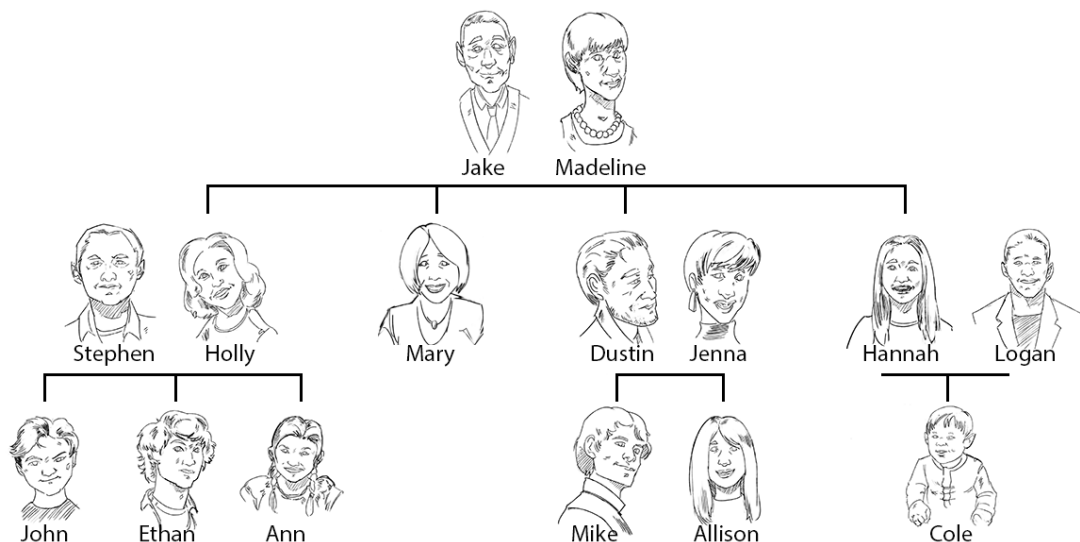 Jake Madeline
Stephen Holly Mary Dustin Jenna Hannah Logan
John Ethan Ann Mike Allison Cole